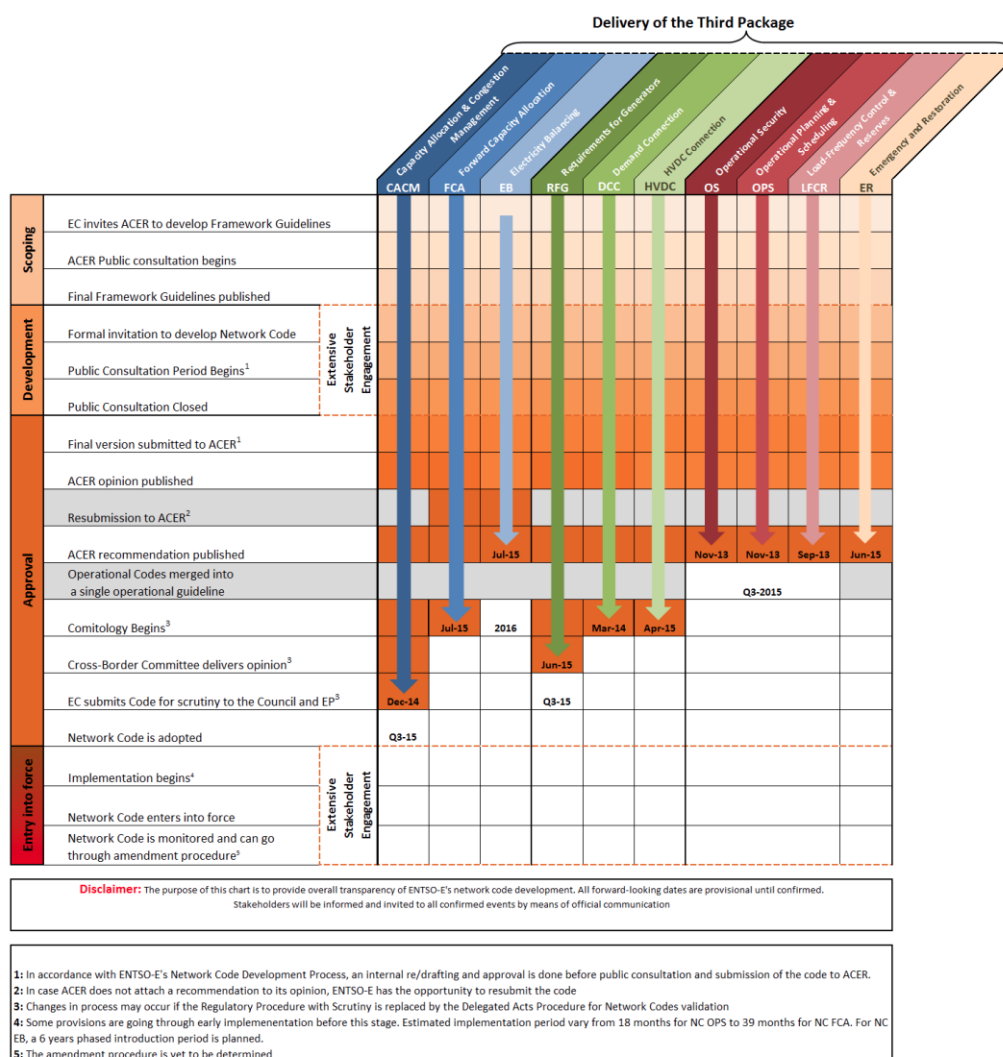 Delivery of the Third Package
Capacity Allocation & Congestion
Management
Forward Capacity Allocation
Electricity Balancing
Requirements for Generators
Demand Connection
HVDC Connection
Operational Security
Operational Planning &
Scheduling
Load-Frequency Control &
Reserves
Emergency and Restoration
CACM FCA EB RFG DCC HVDC OS OPS LFCR ER
Scoping
EC invites ACER to develop Framework Guidelines
ACER Public consultation begins
Final Framework Guidelines published
Development
Formal invitation to develop Network Code
Public Consultation Period Begins1
Public Consultation Closed
Extensive
Stakeholder
Engagement
Approval
Final version submitted to ACER1
ACER opinion published
Resubmission to ACER2
ACER recommendation published
Jul-15 Nov-13 Nov-13 Sep-13 Jun-15
Operational Codes merged into
a single operational guideline
Q3-2015
Comitology Begins3
Jul-15 2016 Mar-14 Apr-15
Cross-Border Committee delivers opinion3
Jun-15
EC submits Code for scrutiny to the Council and EP3
Dec-14 Q3-15
Network Code is adopted
Q3-15
Entry into force
Implementation begins4
Network Code enters into force
Network Code is monitored and can go
through amendment procedure5
Extensive
Stakeholder
Engagement
Disclaimer: The purpose of this chart is to provide overall transparency of ENTSO-E's network code development. All forward-looking dates are provisional until confirmed.
Stakeholders will be informed and invited to all confirmed events by means of official communication
1: In accordance with ENTSO-E's Network Code Development Process, an internal re/drafting and approval is done before public consultation and submission of the code to ACER.
2: In case ACER does not attach a recommendation to its opinion, ENTSO-E has the opportunity to resubmit the code
3: Changes in process may occur if the Regulatory Procedure with Scrutiny is replaced by the Delegated Acts Procedure for Network Codes validation
4: Some provisions are going through early implemenentation before this stage. Estimated implementation period vary from 18 months for NC OPS to 39 months for NC FCA. For NC
EB, a 6 years phased introduction period is planned.
5: The amendment procedure is yet to be determined